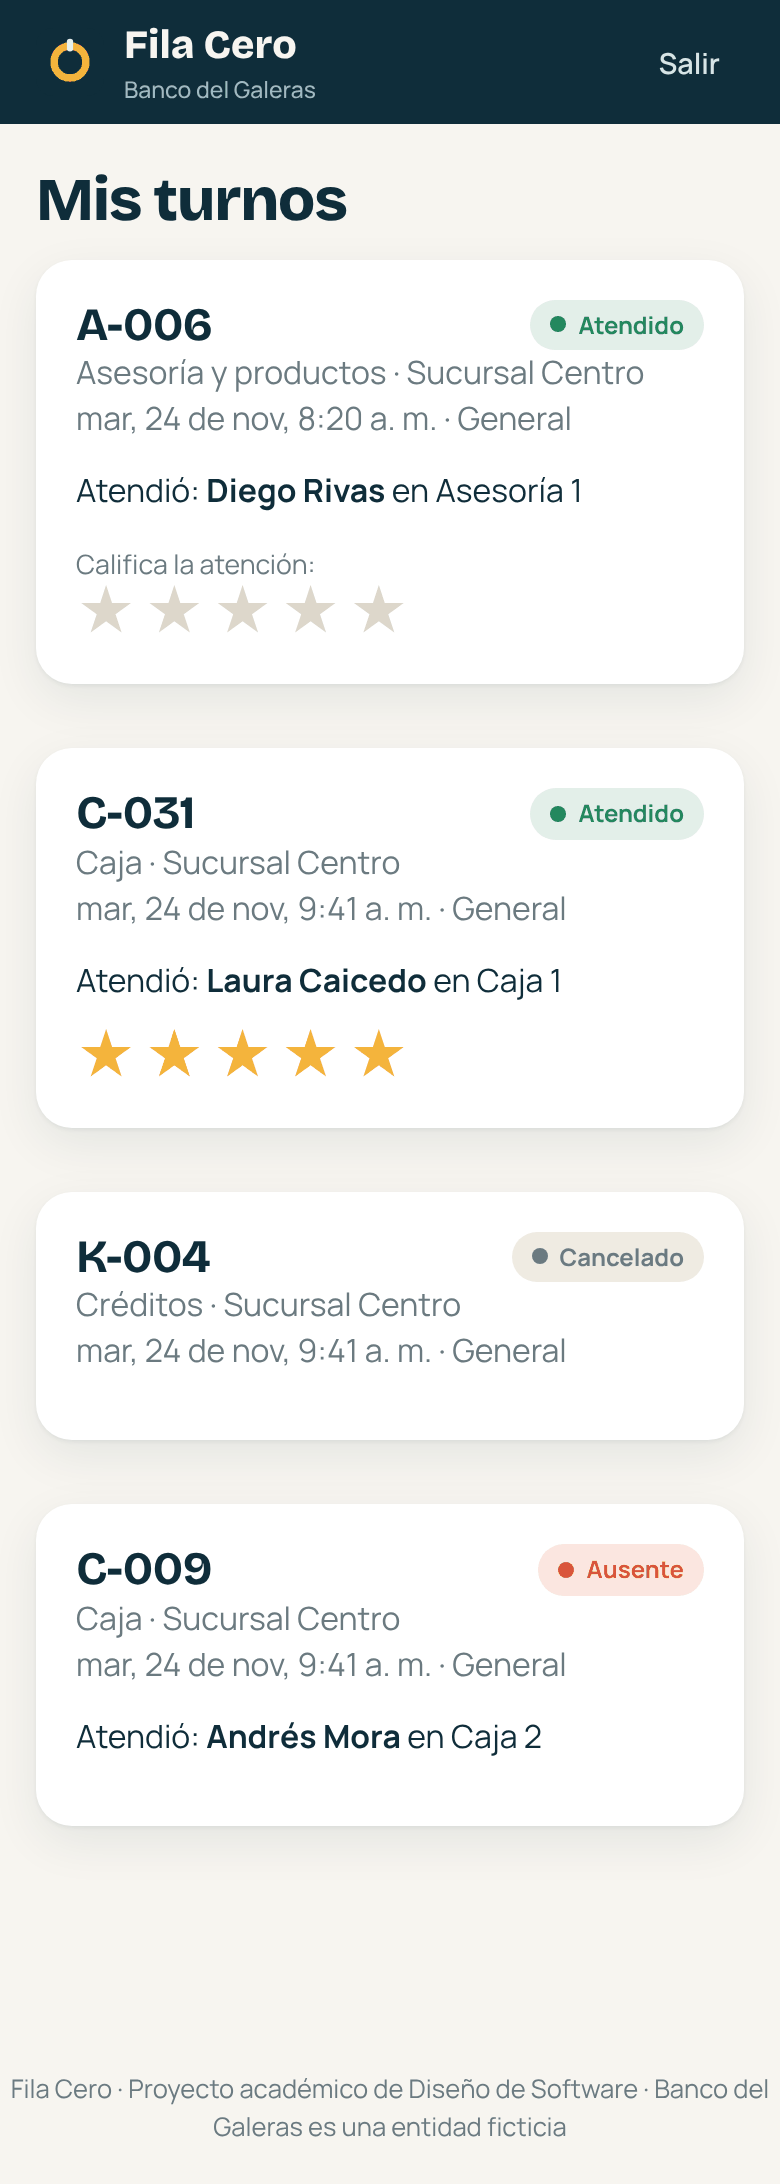 Fila Cero
Banco del Galeras
Salir
Mis turnos
A-006
Atendido
Asesoría y productos · Sucursal Centro
mar, 24 de nov, 8:20 a. m. · General
Atendió: Diego Rivas en Asesoría 1
Califica la atención:
★ ★ ★ ★ ★
C-031
Atendido
Caja · Sucursal Centro
mar, 24 de nov, 9:41 a. m. · General
Atendió: Laura Caicedo en Caja 1
★ ★ ★ ★ ★
K-004
Cancelado
Créditos · Sucursal Centro
mar, 24 de nov, 9:41 a. m. · General
C-009
Ausente
Caja · Sucursal Centro
mar, 24 de nov, 9:41 a. m. · General
Atendió: Andrés Mora en Caja 2
Fila Cero · Proyecto académico de Diseño de Software · Banco del
Galeras es una entidad ficticia